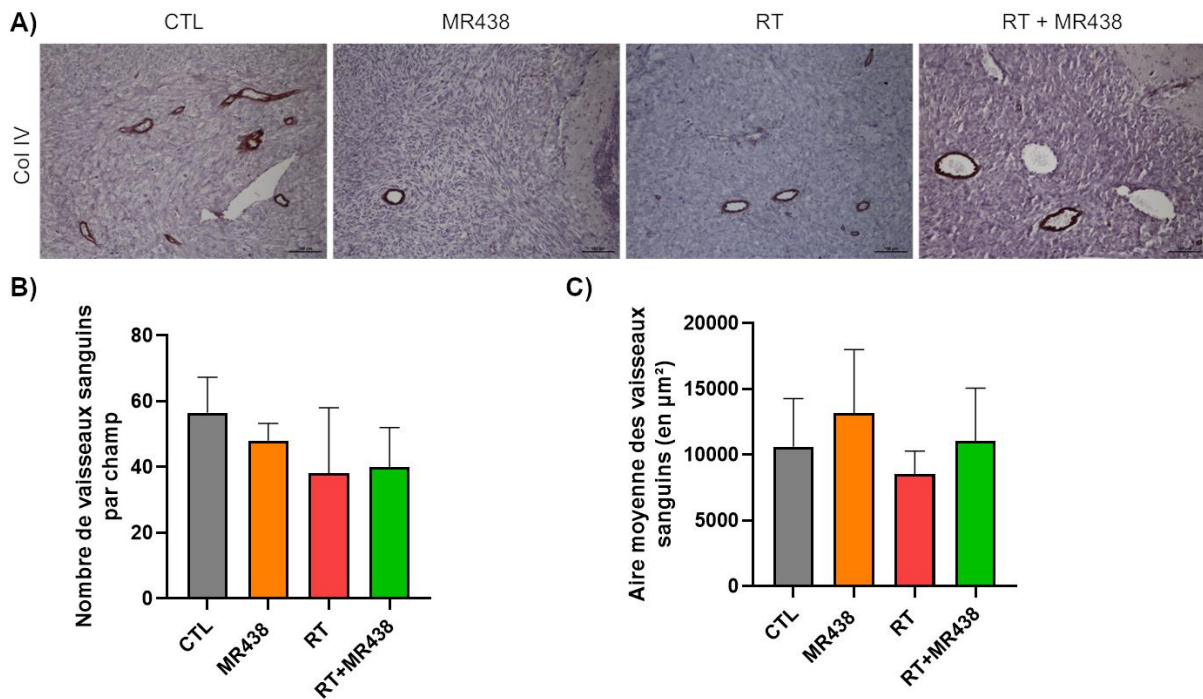 A)
CTL
MR438
RT
RT + MR438
Col IV
B)
Nombre de vaisseaux sanguins
par champ
80
60
40
20
0
CTL
MR438
RT
RT+MR438
C)
Aire moyenne des vaisseaux
sanguins (en µm²)
20000
15000
10000
5000
0
CTL
MR438
RT
RT+MR438